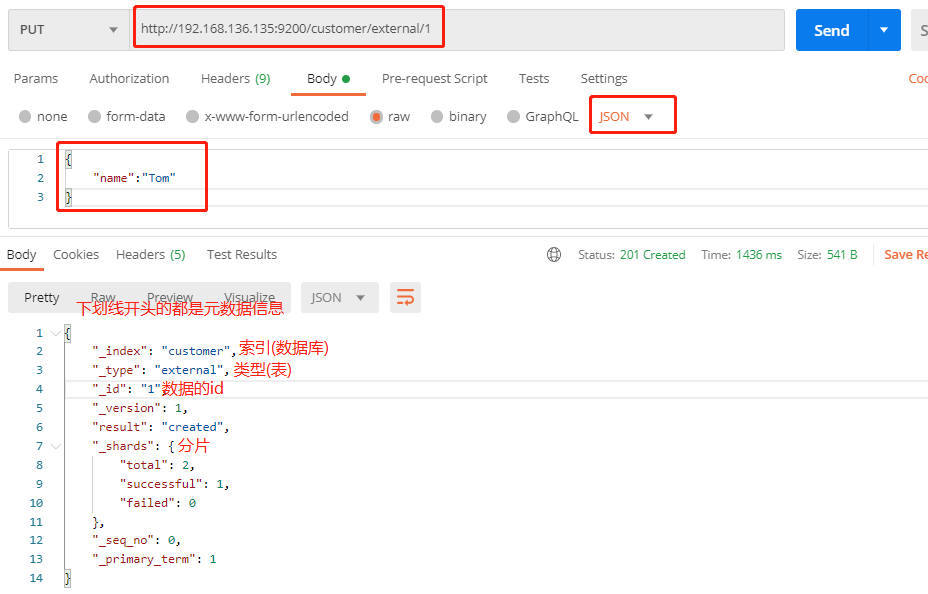 PUT http://192.168.136.135:9200/customer/external/1 Send
Params Authorization Headers (9) Body Pre-request Script Tests Settings
none form-data x-www-form-urlencoded raw binary GraphQL JSON
1 {
2 "name":"Tom"
3 }
Body Cookies Headers (5) Test Results Status: 201 Created Time: 1436 ms Size: 541 B Save Re
Pretty Raw Preview Visualize JSON
下划线开头的都是元数据信息
1 {
2 "_index": "customer", 索引(数据库)
3 "_type": "external", 类型(表)
4 "_id": "1", 数据的id
5 "_version": 1,
6 "result": "created",
7 "_shards": { 分片
8 "total": 2,
9 "successful": 1,
10 "failed": 0
11 },
12 "_seq_no": 0,
13 "_primary_term": 1
14 }